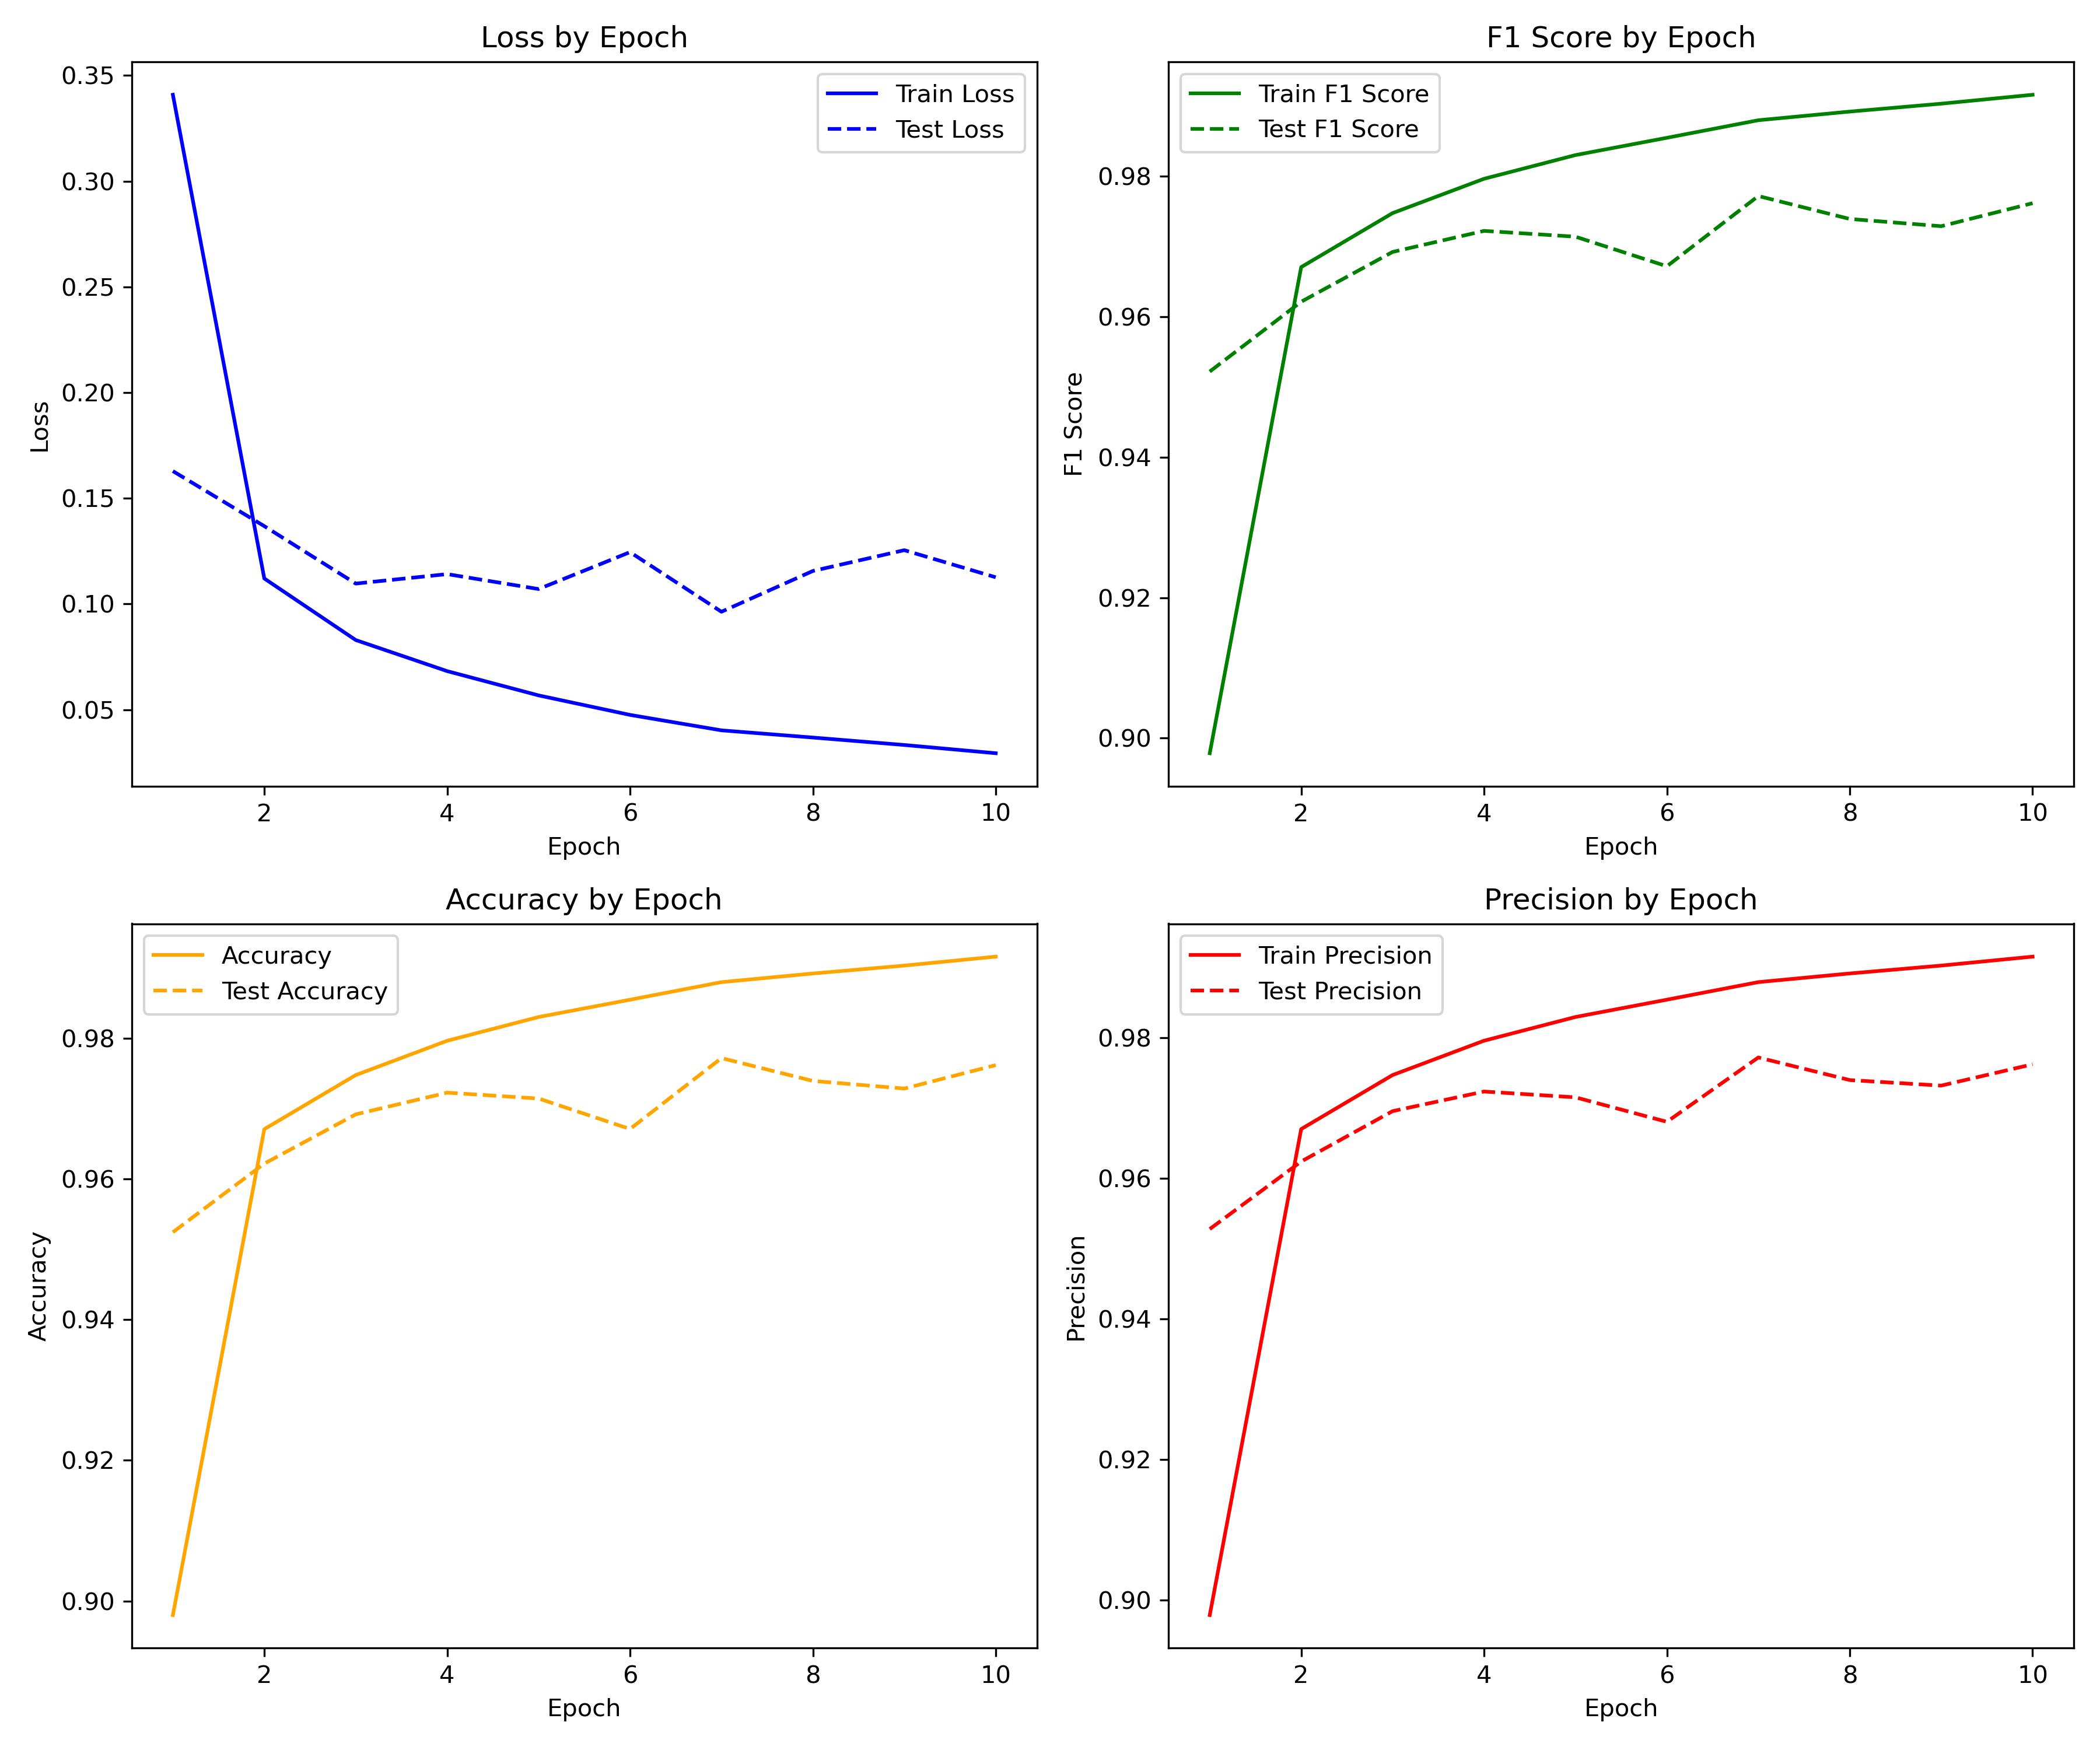 Loss by Epoch
0.35
0.30
0.25
0.20
0.15
0.10
0.05
Loss
2 4 6 8 10
Epoch
Train Loss
Test Loss
F1 Score by Epoch
0.98
0.96
0.94
0.92
0.90
F1 Score
2 4 6 8 10
Epoch
Train F1 Score
Test F1 Score
Accuracy by Epoch
0.98
0.96
0.94
0.92
0.90
Accuracy
2 4 6 8 10
Epoch
Accuracy
Test Accuracy
Precision by Epoch
0.98
0.96
0.94
0.92
0.90
Precision
2 4 6 8 10
Epoch
Train Precision
Test Precision